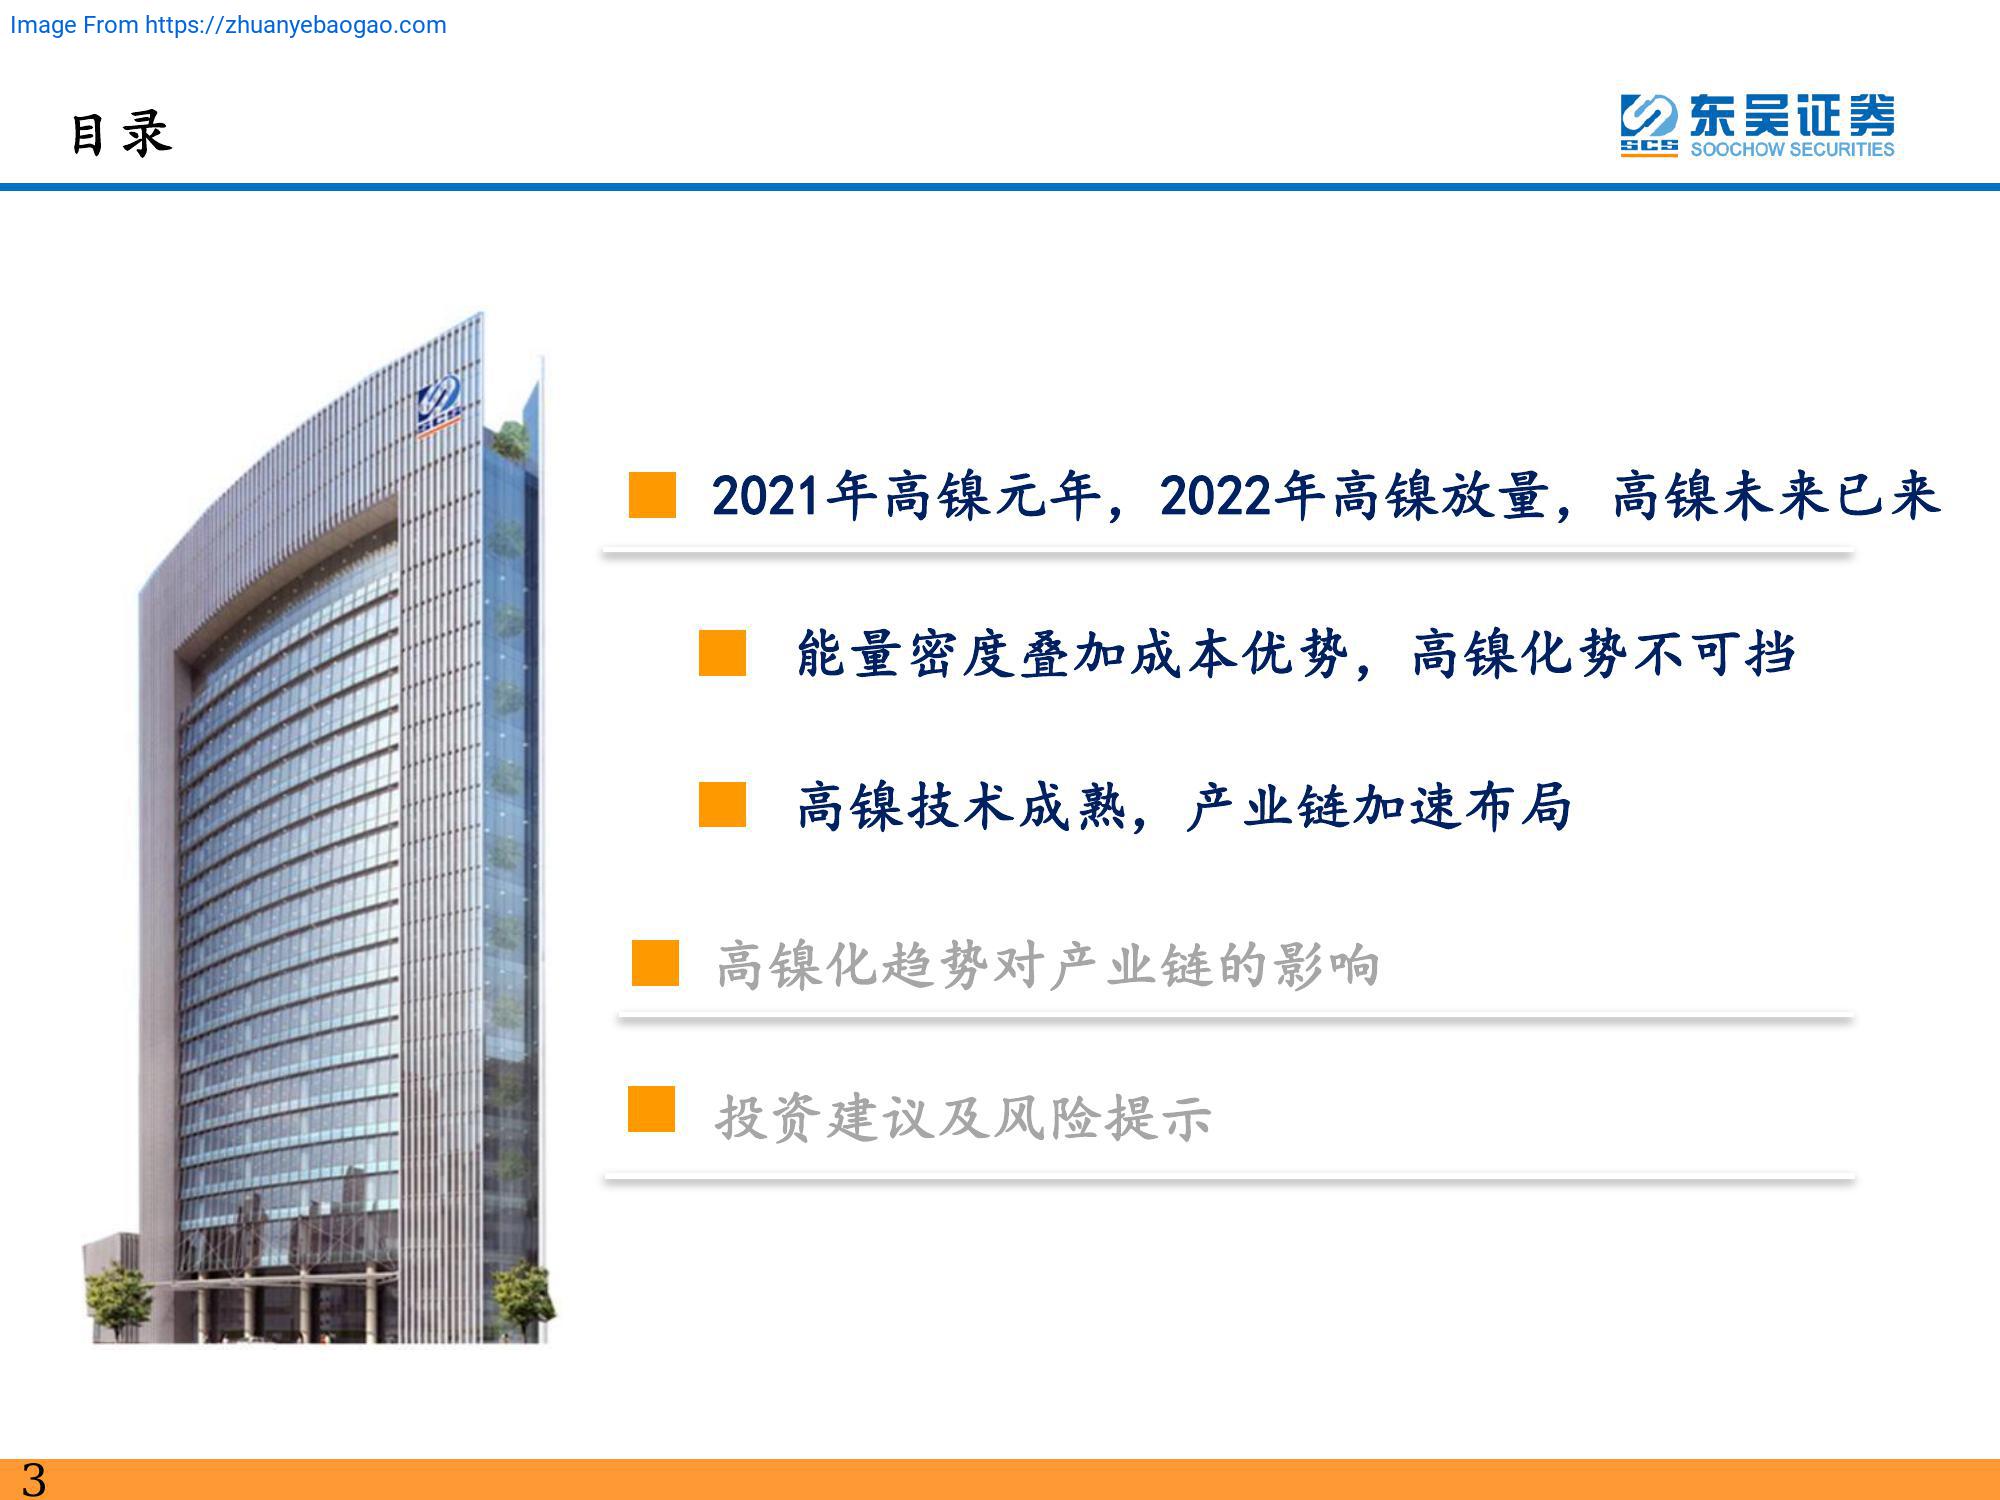 Image From https://zhuanyebaogao.com
目录
东吴证券
SCS
SOOCHOW SECURITIES
SCS
2021年高镍元年，2022年高镍放量，高镍未来已来
能量密度叠加成本优势，高镍化势不可挡
高镍技术成熟，产业链加速布局
高镍化趋势对产业链的影响
投资建议及风险提示
3